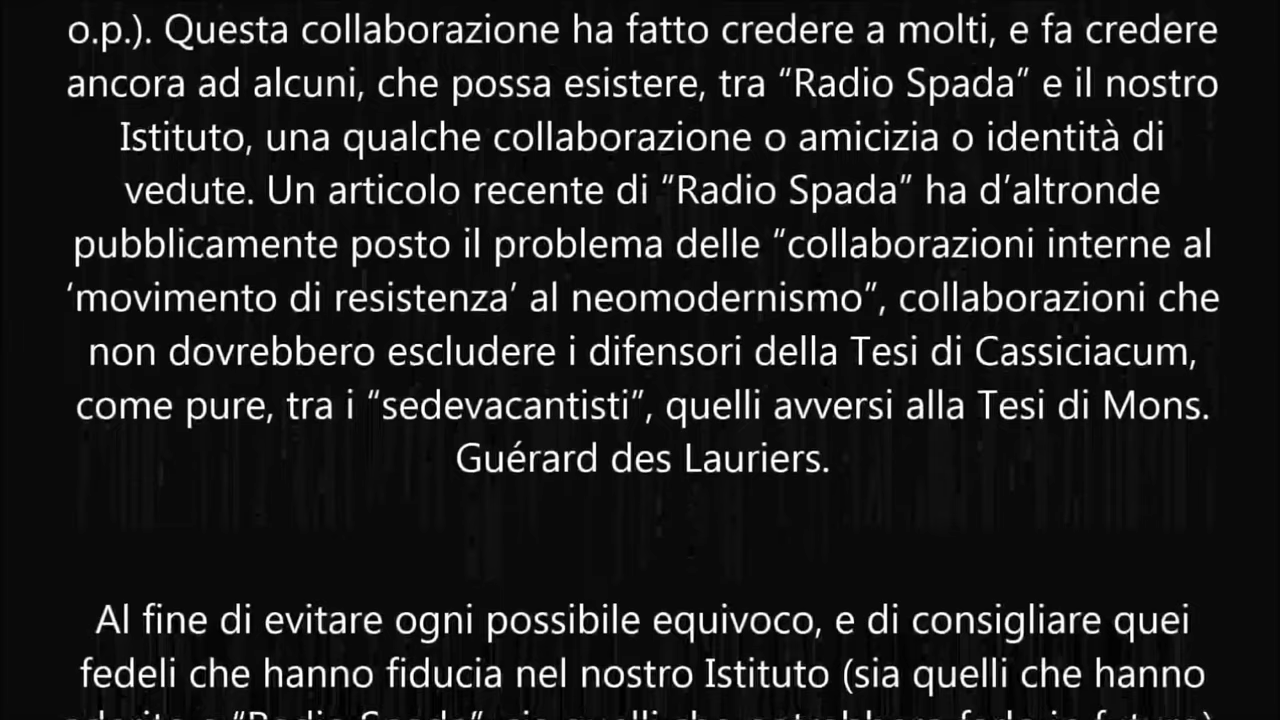 o.p.). Questa collaborazione ha fatto credere a molti, e fa credere
ancora ad alcuni, che possa esistere, tra “Radio Spada” e il nostro
Istituto, una qualche collaborazione o amicizia o identità di
vedute. Un articolo recente di “Radio Spada” ha d’altronde
pubblicamente posto il problema delle “collaborazioni interne al
‘movimento di resistenza’ al neomodernismo”, collaborazioni che
non dovrebbero escludere i difensori della Tesi di Cassiciacum,
come pure, tra i “sedevacantisti”, quelli avversi alla Tesi di Mons.
Guérard des Lauriers.
Al fine di evitare ogni possibile equivoco, e di consigliare quei
fedeli che hanno fiducia nel nostro Istituto (sia quelli che hanno